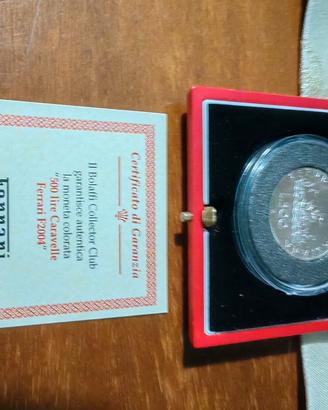 Certificato di Garanzia
Il Bolaffi Collector Club
garantisce autentica
la moneta colorata
"500 lire Caravelle
Ferrari F2004"